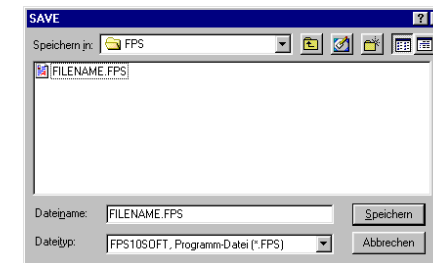 SAVE
Speichern in: FPS
FILENAME.FPS
Dateiname: FILENAME.FPS Speichern
Dateityp: FPS10SOFT, Programm-Datei (*.FPS) Abbrechen